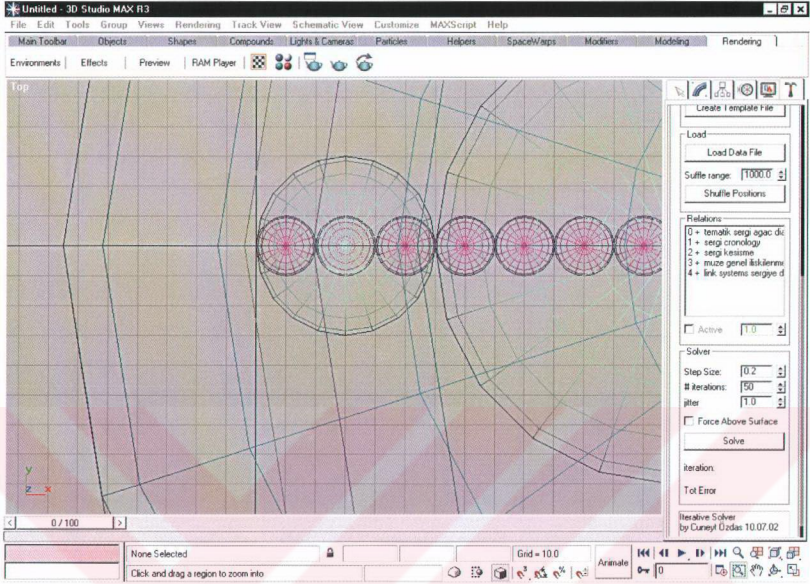 Untitled - 3D Studio MAX R3
File Edit Tools Group Views Rendering Track View Schematic View Customize MAXScript Help
Main Toolbar Objects Shapes Compounds Lights & Cameras Particles Helpers SpaceWarps Modifiers Modeling Rendering
Environments Effects Preview RAM Player
Top
Create Template File
Load
Load Data File
Suffle range: 1000.0
Shuffle Positions
Relations
0 + tematik sergi agac dia
1 + sergi cronology
2 + sergi kesisme
3 + muze genel iliskilenme
4 + link systems sergiye d
Active 1.0
Solver
Step Size: 0.2
# iterations: 50
jitter 1.0
Force Above Surface
Solve
iteration:
Tot Error
Iterative Solver
by Cuneyt Ozdas 10.07.02
y
z x
< 0 / 100 >
None Selected Grid = 10.0
Animate
Click and drag a region to zoom into
0